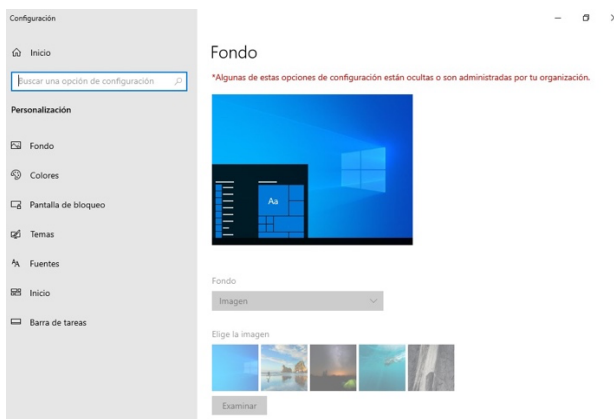 Configuración
Inicio
Buscar una opción de configuración
Personalización
Fondo
Colores
Pantalla de bloqueo
Temas
Fuentes
Inicio
Barra de tareas
Fondo
*Algunas de estas opciones de configuración están ocultas o son administradas por tu organización.
Aa
Fondo
Imagen
Elige la imagen
Examinar